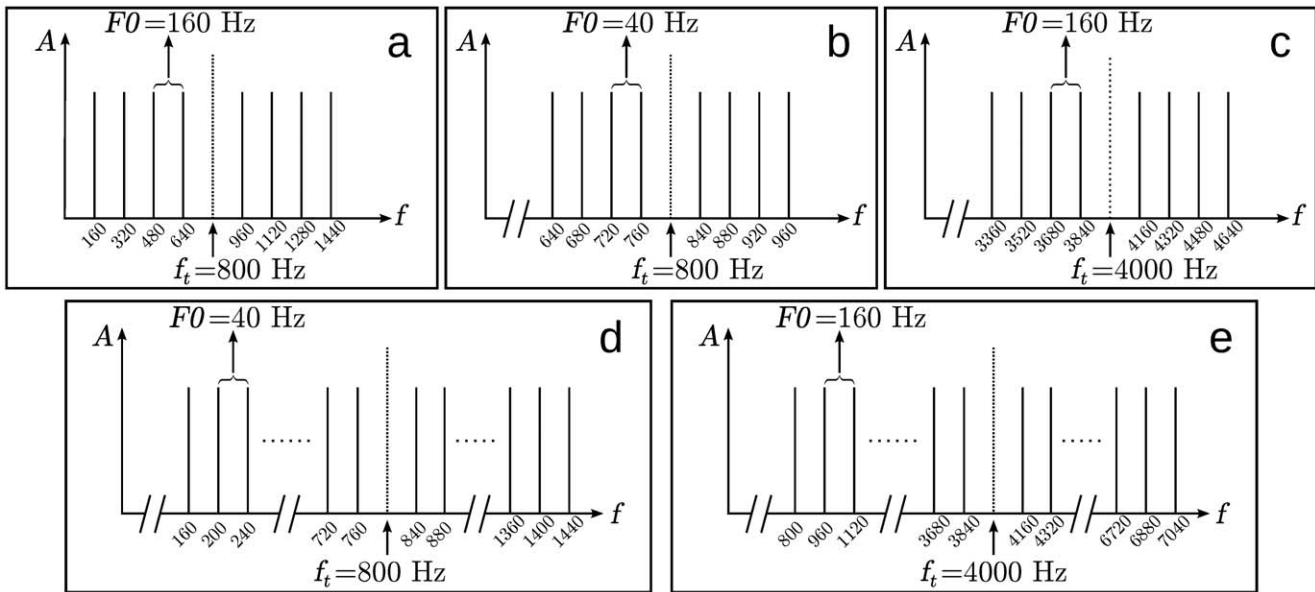 F0=160 Hz
A
a
160 320 480 640 960 1120 1280 1440
f
f_t=800 Hz
F0=40 Hz
A
b
640 680 720 760 840 880 920 960
f
f_t=800 Hz
F0=160 Hz
A
c
3360 3520 3680 3840 4160 4320 4480 4640
f
f_t=4000 Hz
F0=40 Hz
A
d
160 200 240 720 760 840 880 1360 1400 1440
f
f_t=800 Hz
F0=160 Hz
A
e
800 960 1120 3680 3840 4160 4320 6720 6880 7040
f
f_t=4000 Hz